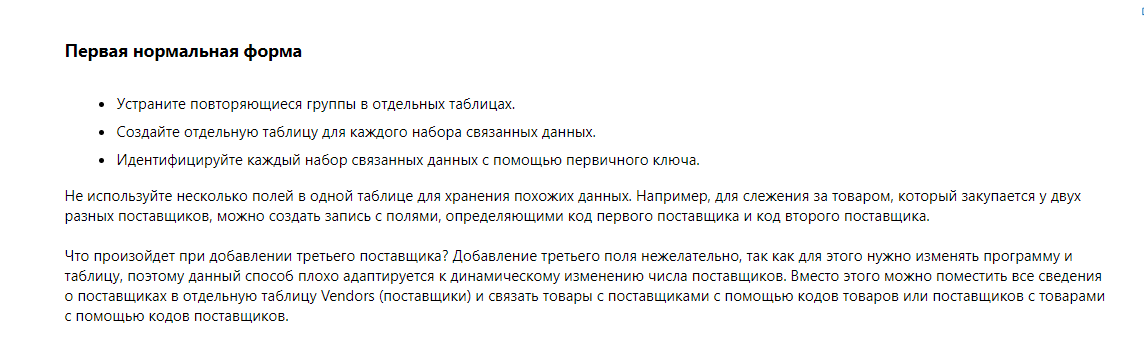 Первая нормальная форма
Устраните повторяющиеся группы в отдельных таблицах.
Создайте отдельную таблицу для каждого набора связанных данных.
Идентифицируйте каждый набор связанных данных с помощью первичного ключа.
Не используйте несколько полей в одной таблице для хранения похожих данных. Например, для слежения за товаром, который закупается у двух
разных поставщиков, можно создать запись с полями, определяющими код первого поставщика и код второго поставщика.
Что произойдет при добавлении третьего поставщика? Добавление третьего поля нежелательно, так как для этого нужно изменять программу и
таблицу, поэтому данный способ плохо адаптируется к динамическому изменению числа поставщиков. Вместо этого можно поместить все сведения
о поставщиках в отдельную таблицу Vendors (поставщики) и связать товары с поставщиками с помощью кодов товаров или поставщиков с товарами
с помощью кодов поставщиков.